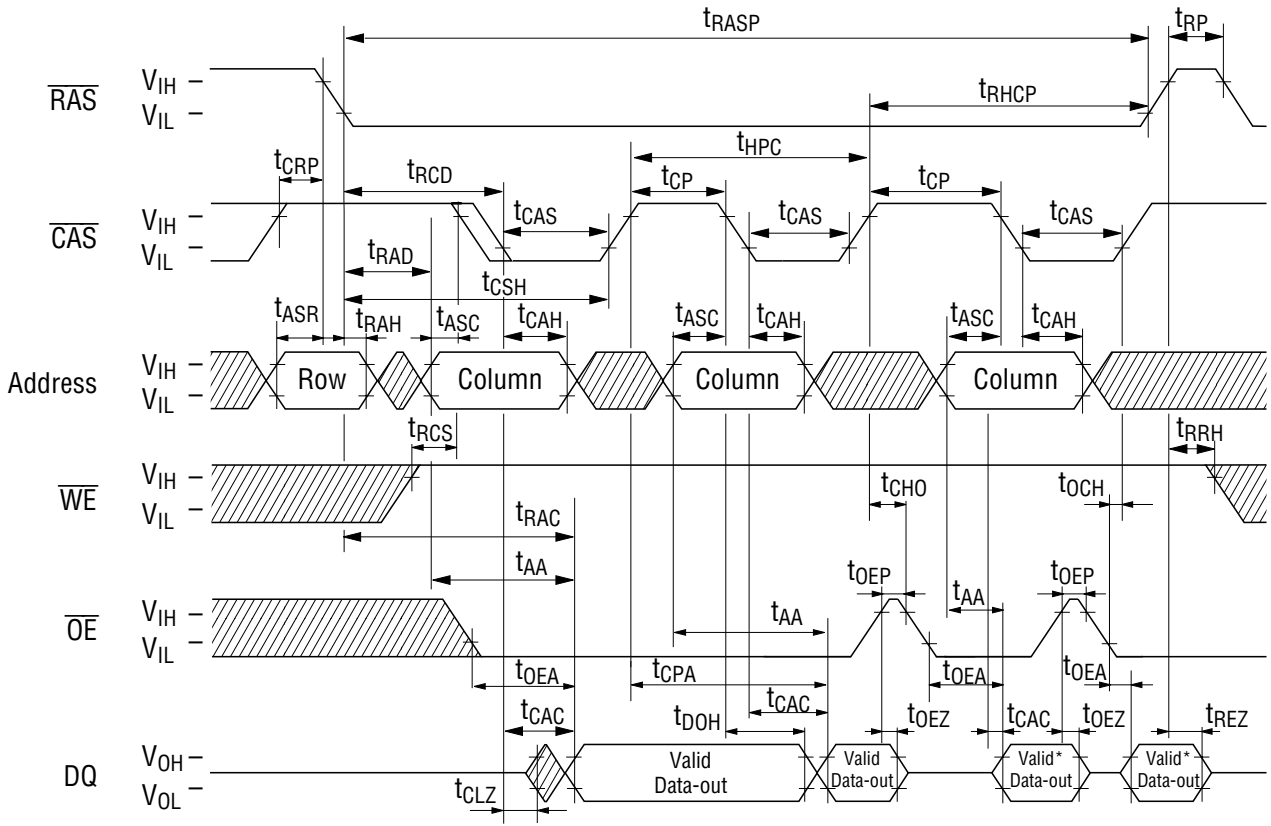 tRASP
tRP
RAS
VIH
VIL
tRHCP
tHPC
tCRP
tRCD
tCP
tCP
CAS
VIH
VIL
tCAS
tCAS
tCAS
tRAD
tCSH
tASR
tRAH
tASC
tCAH
tASC
tCAH
tASC
tCAH
Address
VIH
VIL
Row
Column
Column
Column
tRCS
tRRH
WE
VIH
VIL
tCHO
tOCH
tRAC
tAA
tOEP
tOEP
OE
VIH
VIL
tAA
tAA
tOEA
tCPA
tOEA
tOEA
tCAC
tCAC
tDOH
tOEZ
tCAC
tOEZ
tREZ
DQ
VOH
VOL
Valid
Data-out
Valid
Data-out
Valid*
Data-out
Valid*
Data-out
tCLZ